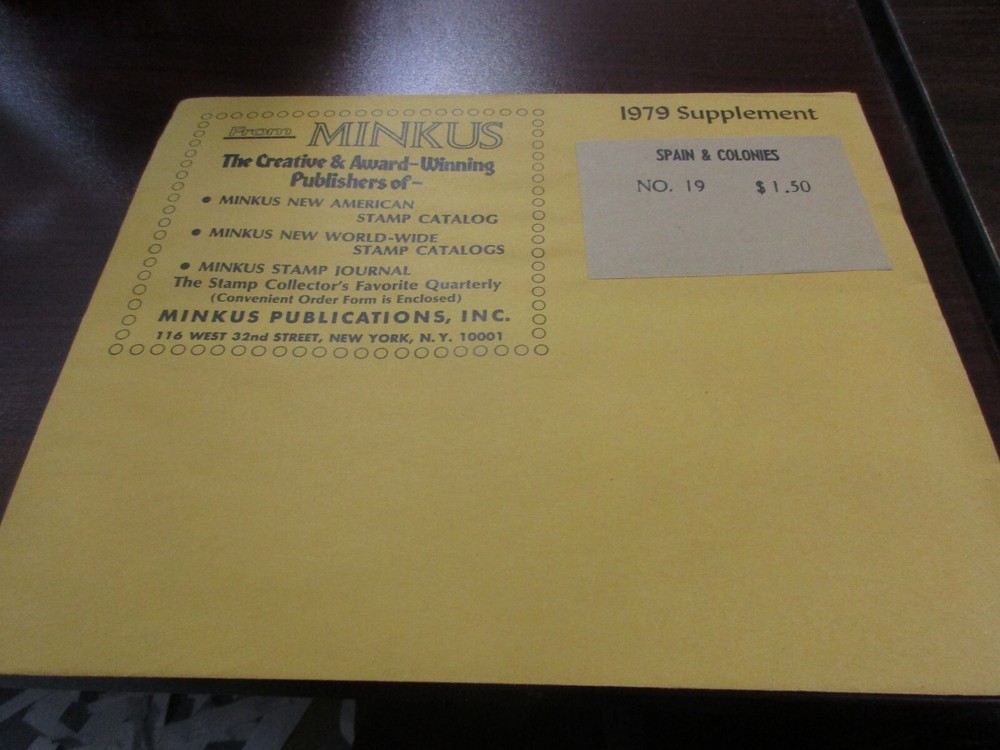 From MINKUS
The Creative & Award-Winning
Publishers of-
• MINKUS NEW AMERICAN
STAMP CATALOG
• MINKUS NEW WORLD-WIDE
STAMP CATALOGS
• MINKUS STAMP JOURNAL
The Stamp Collector's Favorite Quarterly
(Convenient Order Form is Enclosed)
MINKUS PUBLICATIONS, INC.
116 WEST 32nd STREET, NEW YORK, N.Y. 10001
1979 Supplement
SPAIN & COLONIES
NO. 19 $1.50